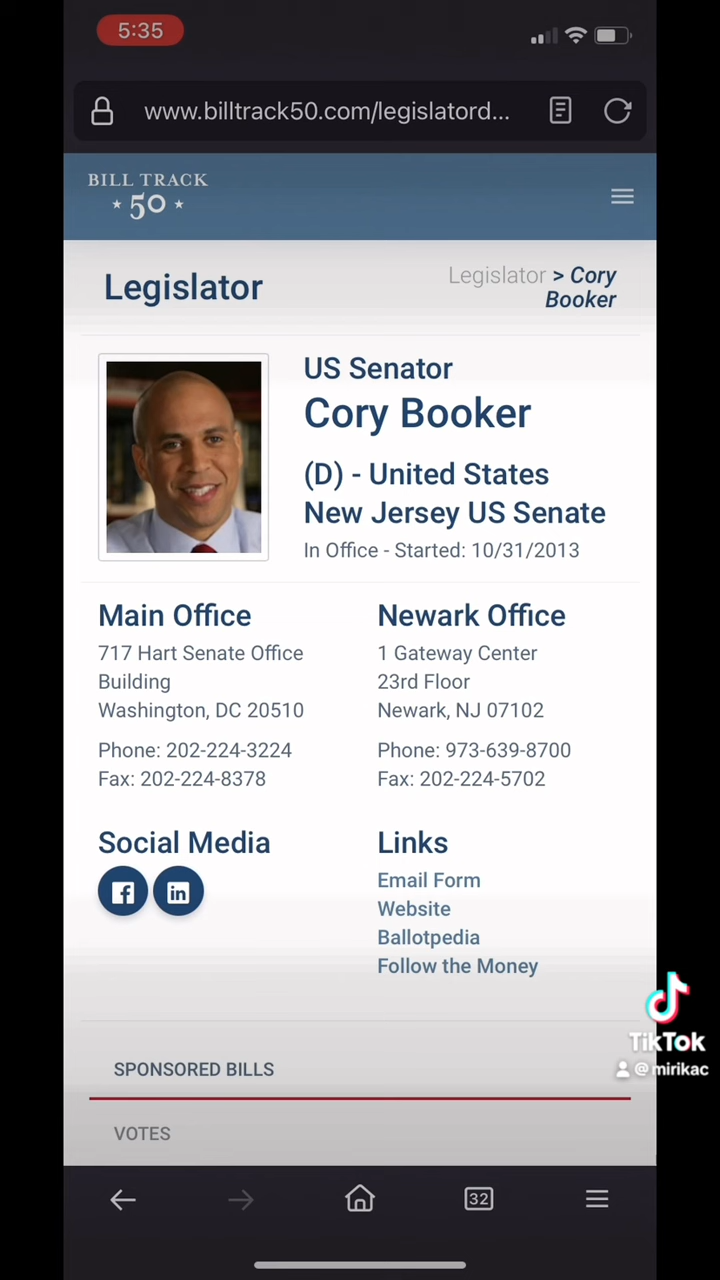 5:35
www.billtrack50.com/legislatord...
BILL TRACK
50
Legislator
Legislator > Cory
Booker
US Senator
Cory Booker
(D) - United States
New Jersey US Senate
In Office - Started: 10/31/2013
Main Office
717 Hart Senate Office
Building
Washington, DC 20510
Phone: 202-224-3224
Fax: 202-224-8378
Newark Office
1 Gateway Center
23rd Floor
Newark, NJ 07102
Phone: 973-639-8700
Fax: 202-224-5702
Social Media
in
Links
Email Form
Website
Ballotpedia
Follow the Money
TikTok
@mirikac
SPONSORED BILLS
VOTES
32